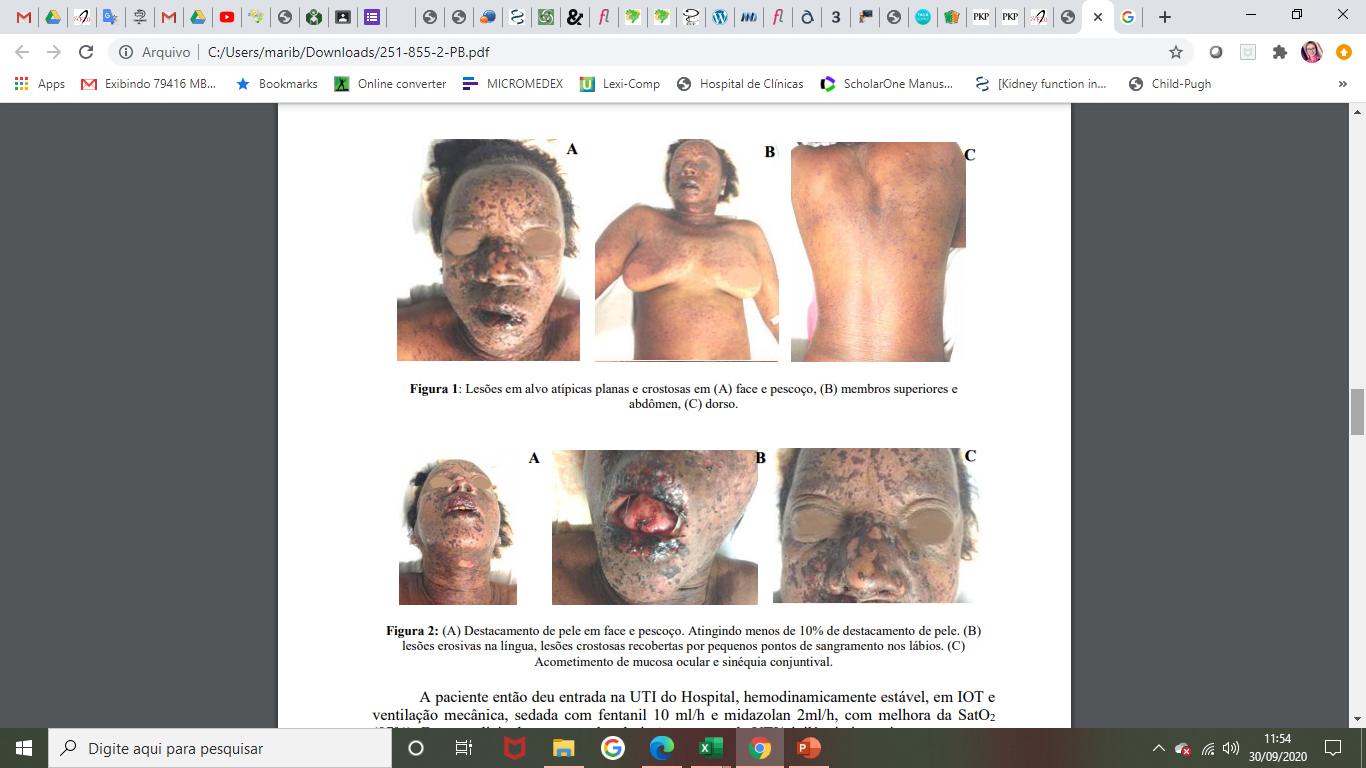 Arquivo | C:/Users/marib/Downloads/251-855-2-PB.pdf
Apps Exibindo 79416 MB... Bookmarks Online converter MICROMEDEX Lexi-Comp Hospital de Clínicas ScholarOne Manus... [Kidney function in... Child-Pugh »
A B C
Figura 1: Lesões em alvo atípicas planas e crostosas em (A) face e pescoço, (B) membros superiores e
abdômen, (C) dorso.
A B C
Figura 2: (A) Destacamento de pele em face e pescoço. Atingindo menos de 10% de destacamento de pele. (B)
lesões erosivas na língua, lesões crostosas recobertas por pequenos pontos de sangramento nos lábios. (C)
Acometimento de mucosa ocular e sinéquia conjuntival.
A paciente então deu entrada na UTI do Hospital, hemodinamicamente estável, em IOT e
ventilação mecânica, sedada com fentanil 10 ml/h e midazolan 2ml/h, com melhora da SatO₂
Digite aqui para pesquisar
11:54
30/09/2020